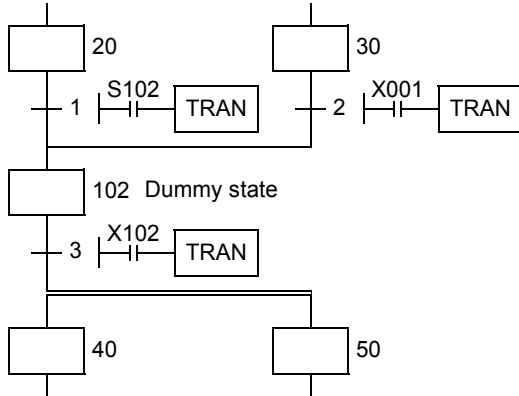 20
30
1 S102 TRAN
2 X001 TRAN
102 Dummy state
3 X102 TRAN
40
50